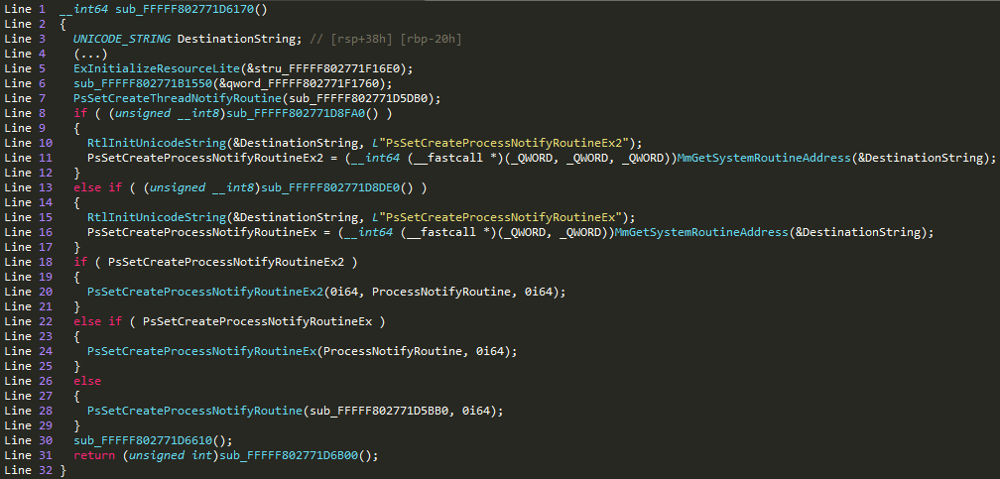 Line 1 __int64 sub_FFFFF802771D6170()
Line 2 {
Line 3 UNICODE_STRING DestinationString; // [rsp+38h] [rbp-20h]
Line 4 (...)
Line 5 ExInitializeResourceLite(&stru_FFFFF802771F16E0);
Line 6 sub_FFFFF802771B1550(&qword_FFFFF802771F1760);
Line 7 PsSetCreateThreadNotifyRoutine(sub_FFFFF802771D5DB0);
Line 8 if ( (unsigned __int8)sub_FFFFF802771D8FA0() )
Line 9 {
Line 10 RtlInitUnicodeString(&DestinationString, L"PsSetCreateProcessNotifyRoutineEx2");
Line 11 PsSetCreateProcessNotifyRoutineEx2 = (__int64 (__fastcall *)(_QWORD, _QWORD, _QWORD))MmGetSystemRoutineAddress(&DestinationString);
Line 12 }
Line 13 else if ( (unsigned __int8)sub_FFFFF802771D8DE0() )
Line 14 {
Line 15 RtlInitUnicodeString(&DestinationString, L"PsSetCreateProcessNotifyRoutineEx");
Line 16 PsSetCreateProcessNotifyRoutineEx = (__int64 (__fastcall *)(_QWORD, _QWORD))MmGetSystemRoutineAddress(&DestinationString);
Line 17 }
Line 18 if ( PsSetCreateProcessNotifyRoutineEx2 )
Line 19 {
Line 20 PsSetCreateProcessNotifyRoutineEx2(0i64, ProcessNotifyRoutine, 0i64);
Line 21 }
Line 22 else if ( PsSetCreateProcessNotifyRoutineEx )
Line 23 {
Line 24 PsSetCreateProcessNotifyRoutineEx(ProcessNotifyRoutine, 0i64);
Line 25 }
Line 26 else
Line 27 {
Line 28 PsSetCreateProcessNotifyRoutine(sub_FFFFF802771D5BB0, 0i64);
Line 29 }
Line 30 sub_FFFFF802771D6610();
Line 31 return (unsigned int)sub_FFFFF802771D6B00();
Line 32 }